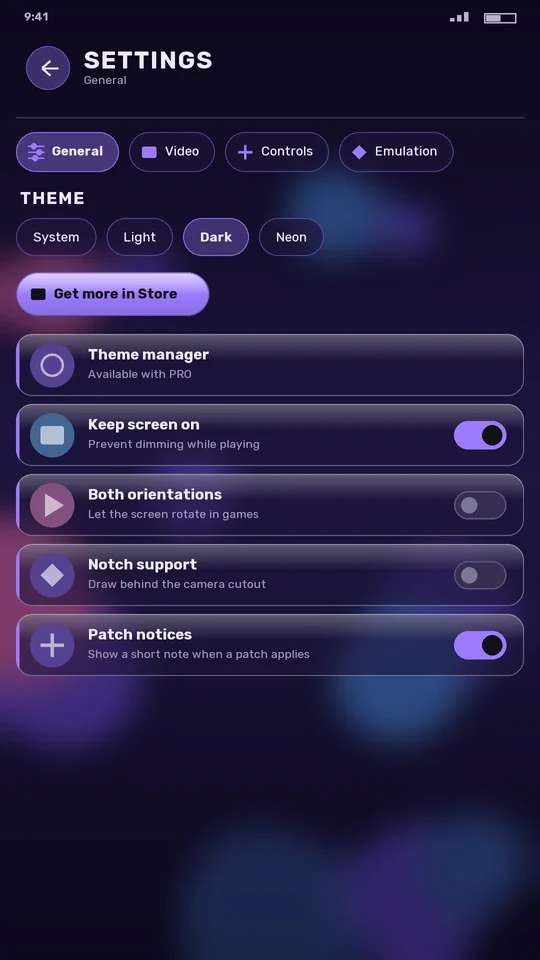 9:41
SETTINGS
General
General
Video
Controls
Emulation
THEME
System
Light
Dark
Neon
Get more in Store
Theme manager
Available with PRO
Keep screen on
Prevent dimming while playing
Both orientations
Let the screen rotate in games
Notch support
Draw behind the camera cutout
Patch notices
Show a short note when a patch applies